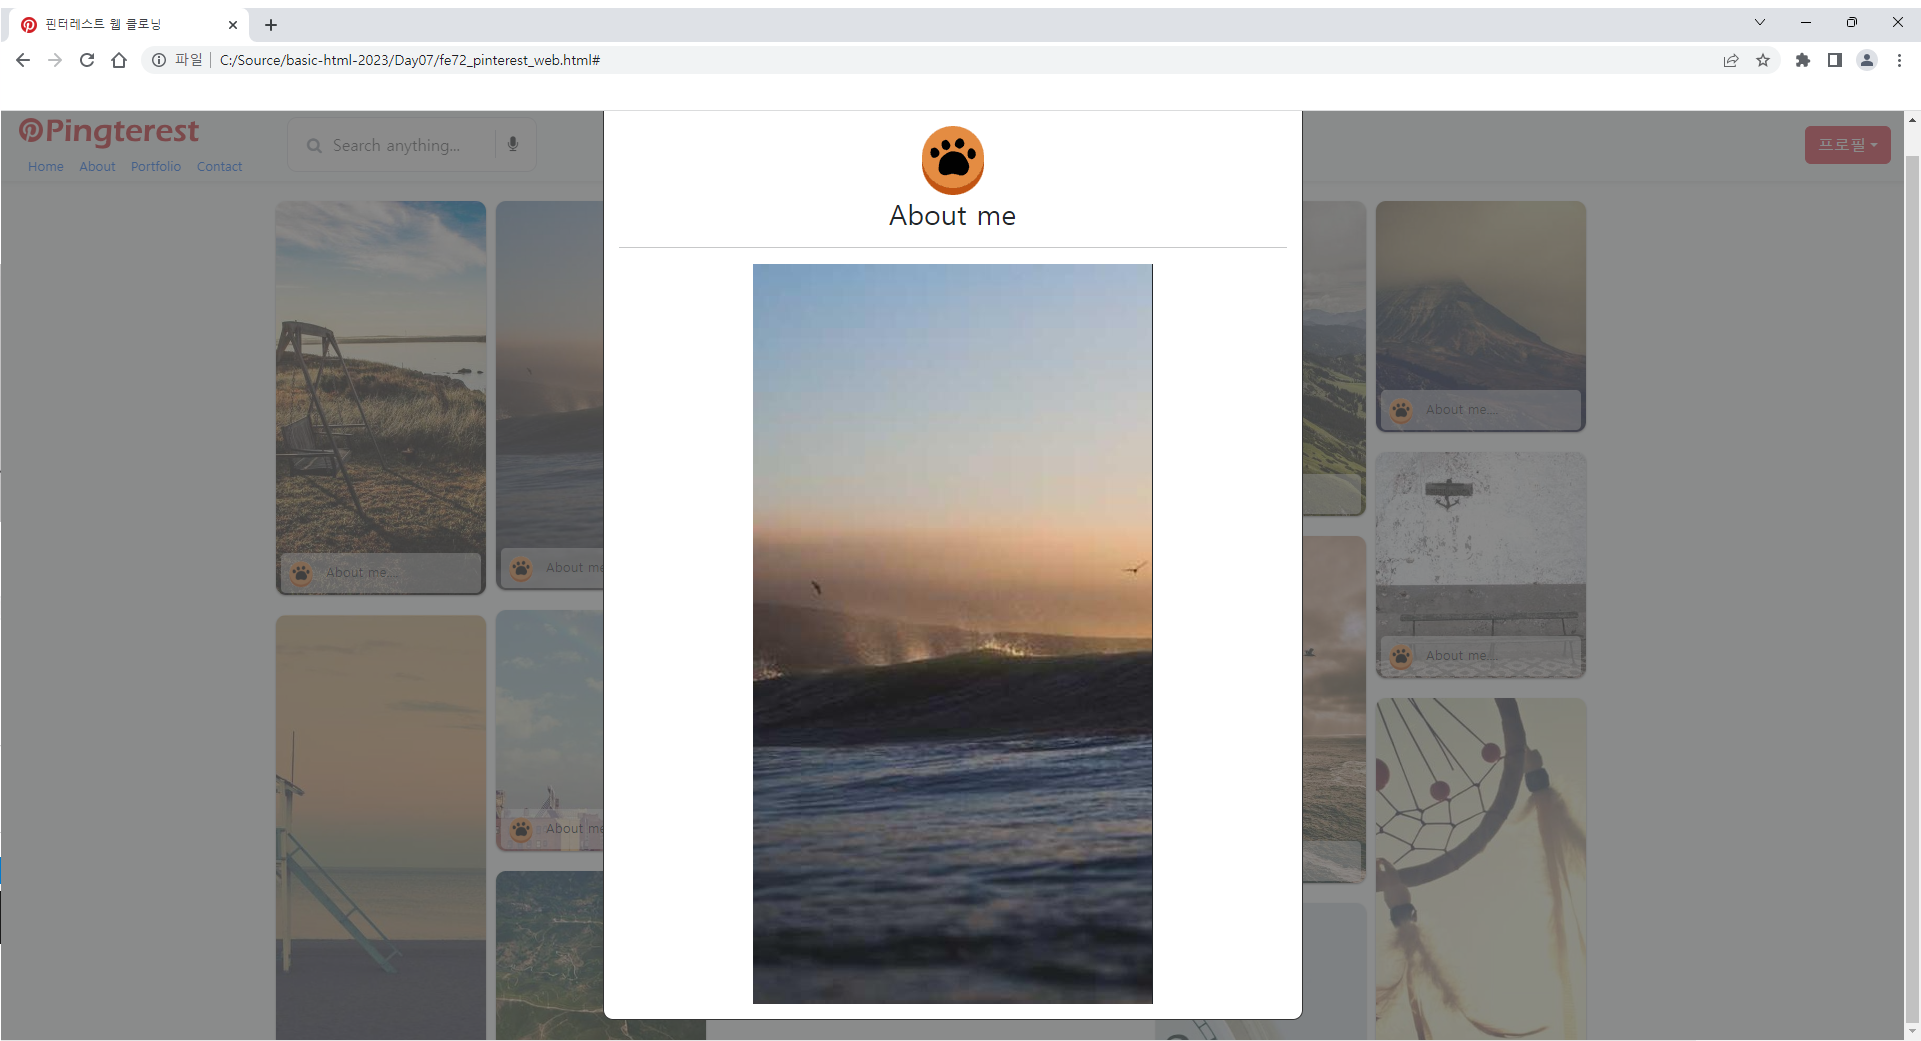 핀터레스트 웹 클로닝
파일 C:/Source/basic-html-2023/Day07/fe72_pinterest_web.html#
Pingterest
Search anything...
프로필
Home About Portfolio Contact
About me
About me....
About me....
About me
About me....
About me